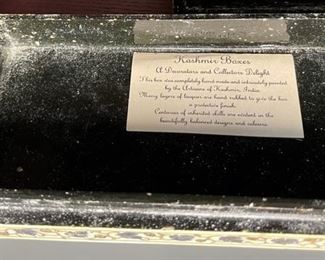 Kashmir Boxes
A Decorators and Collectors Delight
This box was completely hand made and intricately painted
by the Artisans of Kashmir, India.
Many layers of lacquer are hand rubbed to give the box
a protective finish.
Centuries of inherited skills are evident in the
beautifully balanced designs and colours